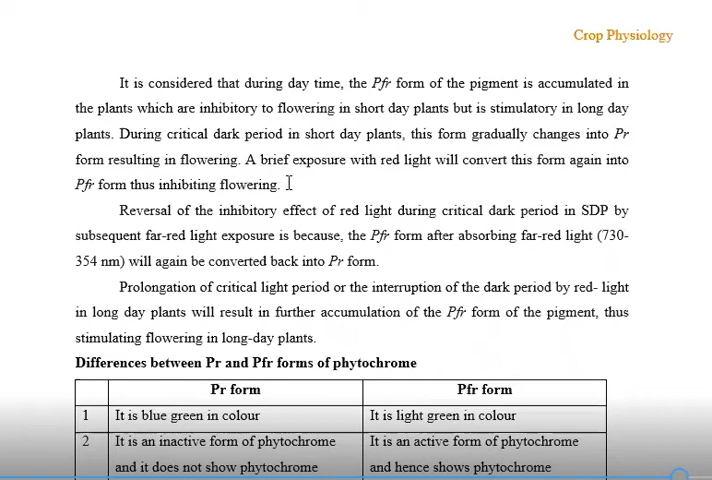 Crop Physiology
It is considered that during day time, the Pfr form of the pigment is accumulated in
the plants which are inhibitory to flowering in short day plants but is stimulatory in long day
plants. During critical dark period in short day plants, this form gradually changes into Pr
form resulting in flowering. A brief exposure with red light will convert this form again into
Pfr form thus inhibiting flowering.
Reversal of the inhibitory effect of red light during critical dark period in SDP by
subsequent far-red light exposure is because, the Pfr form after absorbing far-red light (730-
354 nm) will again be converted back into Pr form.
Prolongation of critical light period or the interruption of the dark period by red- light
in long day plants will result in further accumulation of the Pfr form of the pigment, thus
stimulating flowering in long-day plants.
Differences between Pr and Pfr forms of phytochrome
Pr form Pfr form
1 It is blue green in colour It is light green in colour
2 It is an inactive form of phytochrome It is an active form of phytochrome
and it does not show phytochrome and hence shows phytochrome